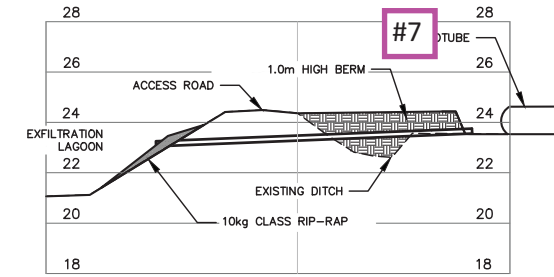 28 28
#7
OTUBE
26 26
1.0m HIGH BERM
ACCESS ROAD
24 24
EXFILTRATION
LAGOON
22 22
EXISTING DITCH
10kg CLASS RIP-RAP
20 20
18 18